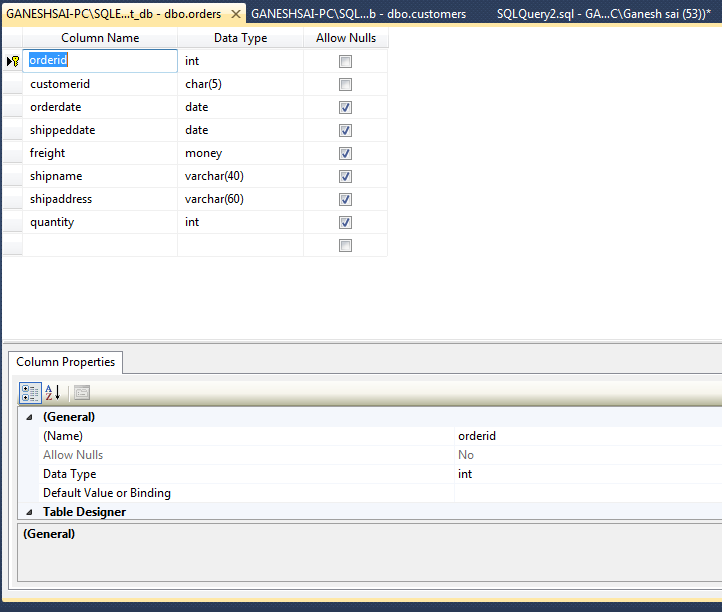 GANESHSAI-PC\SQLE...t_db - dbo.orders GANESHSAI-PC\SQL...b - dbo.customers SQLQuery2.sql - GA...C\Ganesh sai (53))*
Column Name Data Type Allow Nulls
orderid int
customerid char(5)
orderdate date
shippeddate date
freight money
shipname varchar(40)
shipaddress varchar(60)
quantity int
Column Properties
A Z
(General)
(Name) orderid
Allow Nulls No
Data Type int
Default Value or Binding
Table Designer
(General)